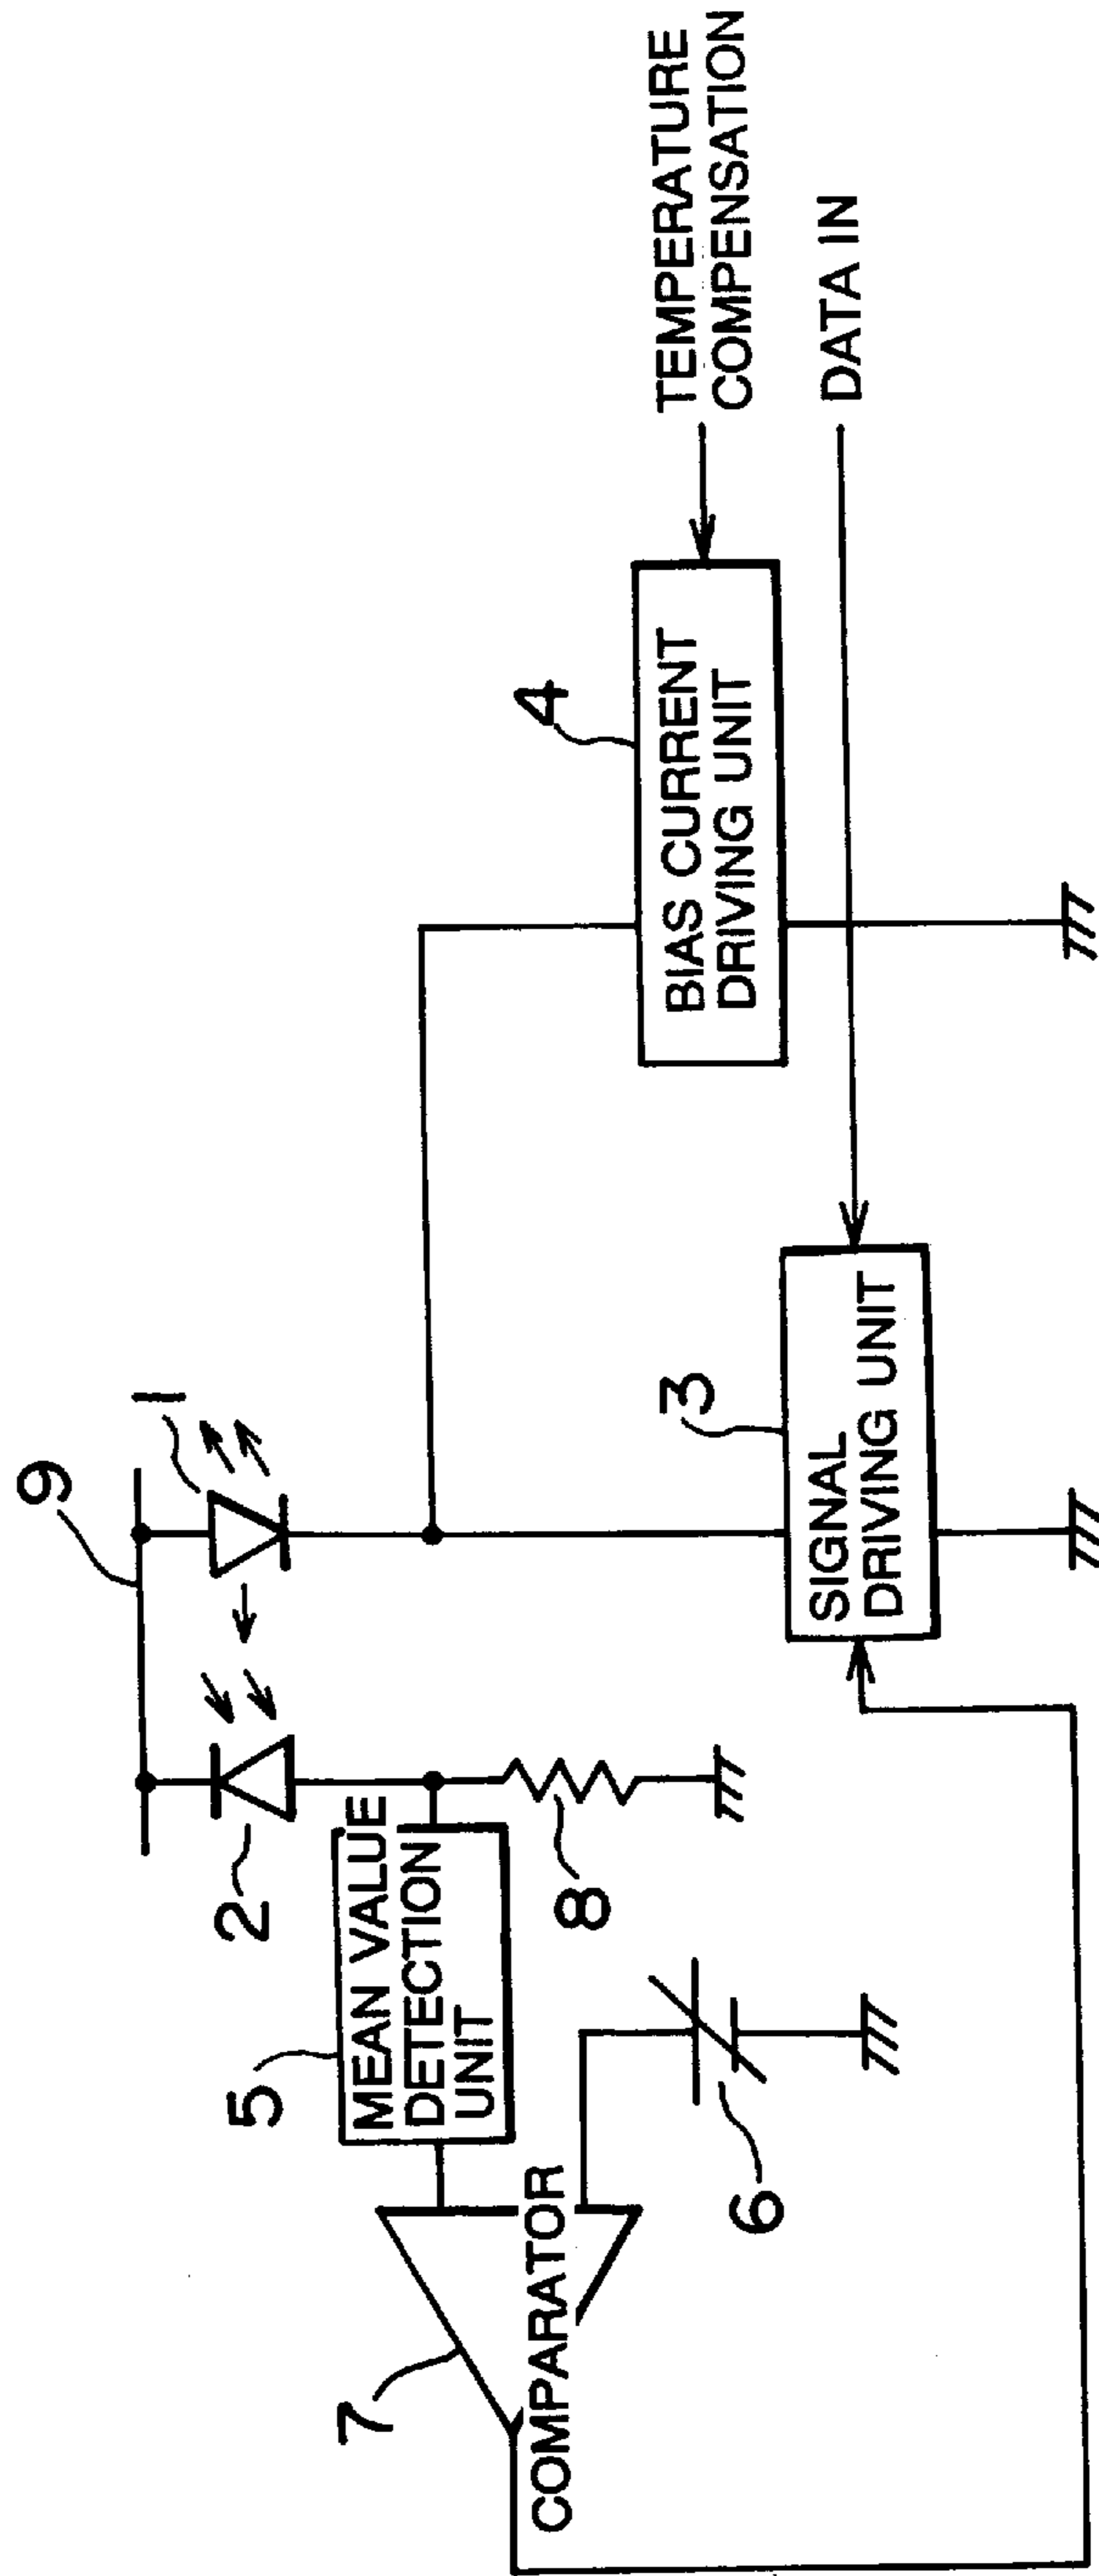 9
1
2
MEAN VALUE
DETECTION
UNIT
5
4
BIAS CURRENT
DRIVING UNIT
TEMPERATURE
COMPENSATION
DATA IN
7
COMPARATOR
8
6
3
SIGNAL
DRIVING UNIT